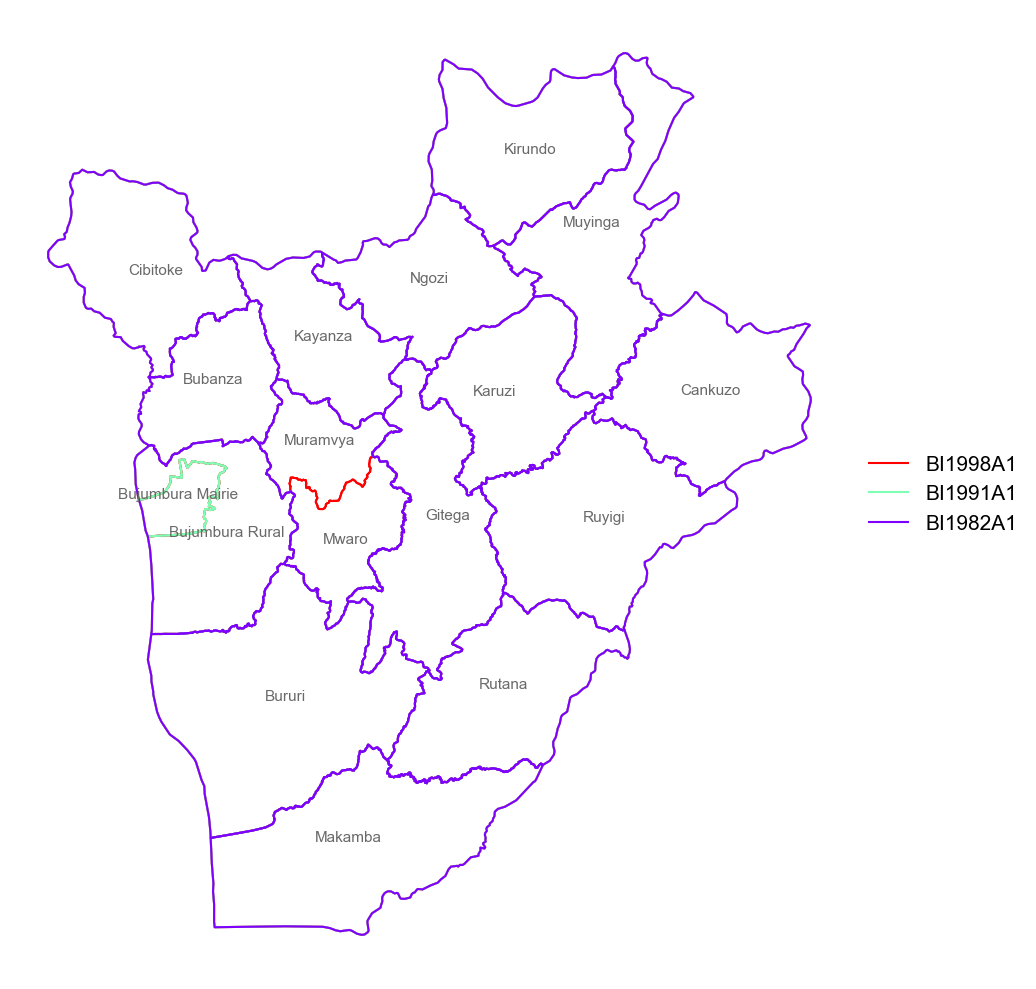 Kirundo
Muyinga
Cibitoke
Ngozi
Kayanza
Bubanza
Karuzi
Cankuzo
Muramvya
BI1998A1
Bujumbura Mairie
BI1991A1
Gitega
Ruyigi
BI1982A1
Bujumbura Rural
Mwaro
Rutana
Bururi
Makamba